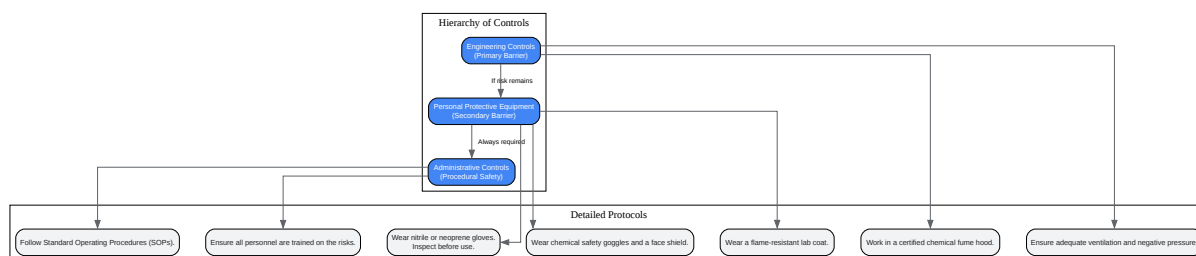 Hierarchy of Controls
Engineering Controls
(Primary Barrier)
If risk remains
Personal Protective Equipment
(Secondary Barrier)
Always required
Administrative Controls
(Procedural Safety)
Detailed Protocols
Follow Standard Operating Procedures (SOPs).
Ensure all personnel are trained on the risks.
Wear nitrile or neoprene gloves.
Inspect before use.
Wear chemical safety goggles and a face shield.
Wear a flame-resistant lab coat.
Work in a certified chemical fume hood.
Ensure adequate ventilation and negative pressure